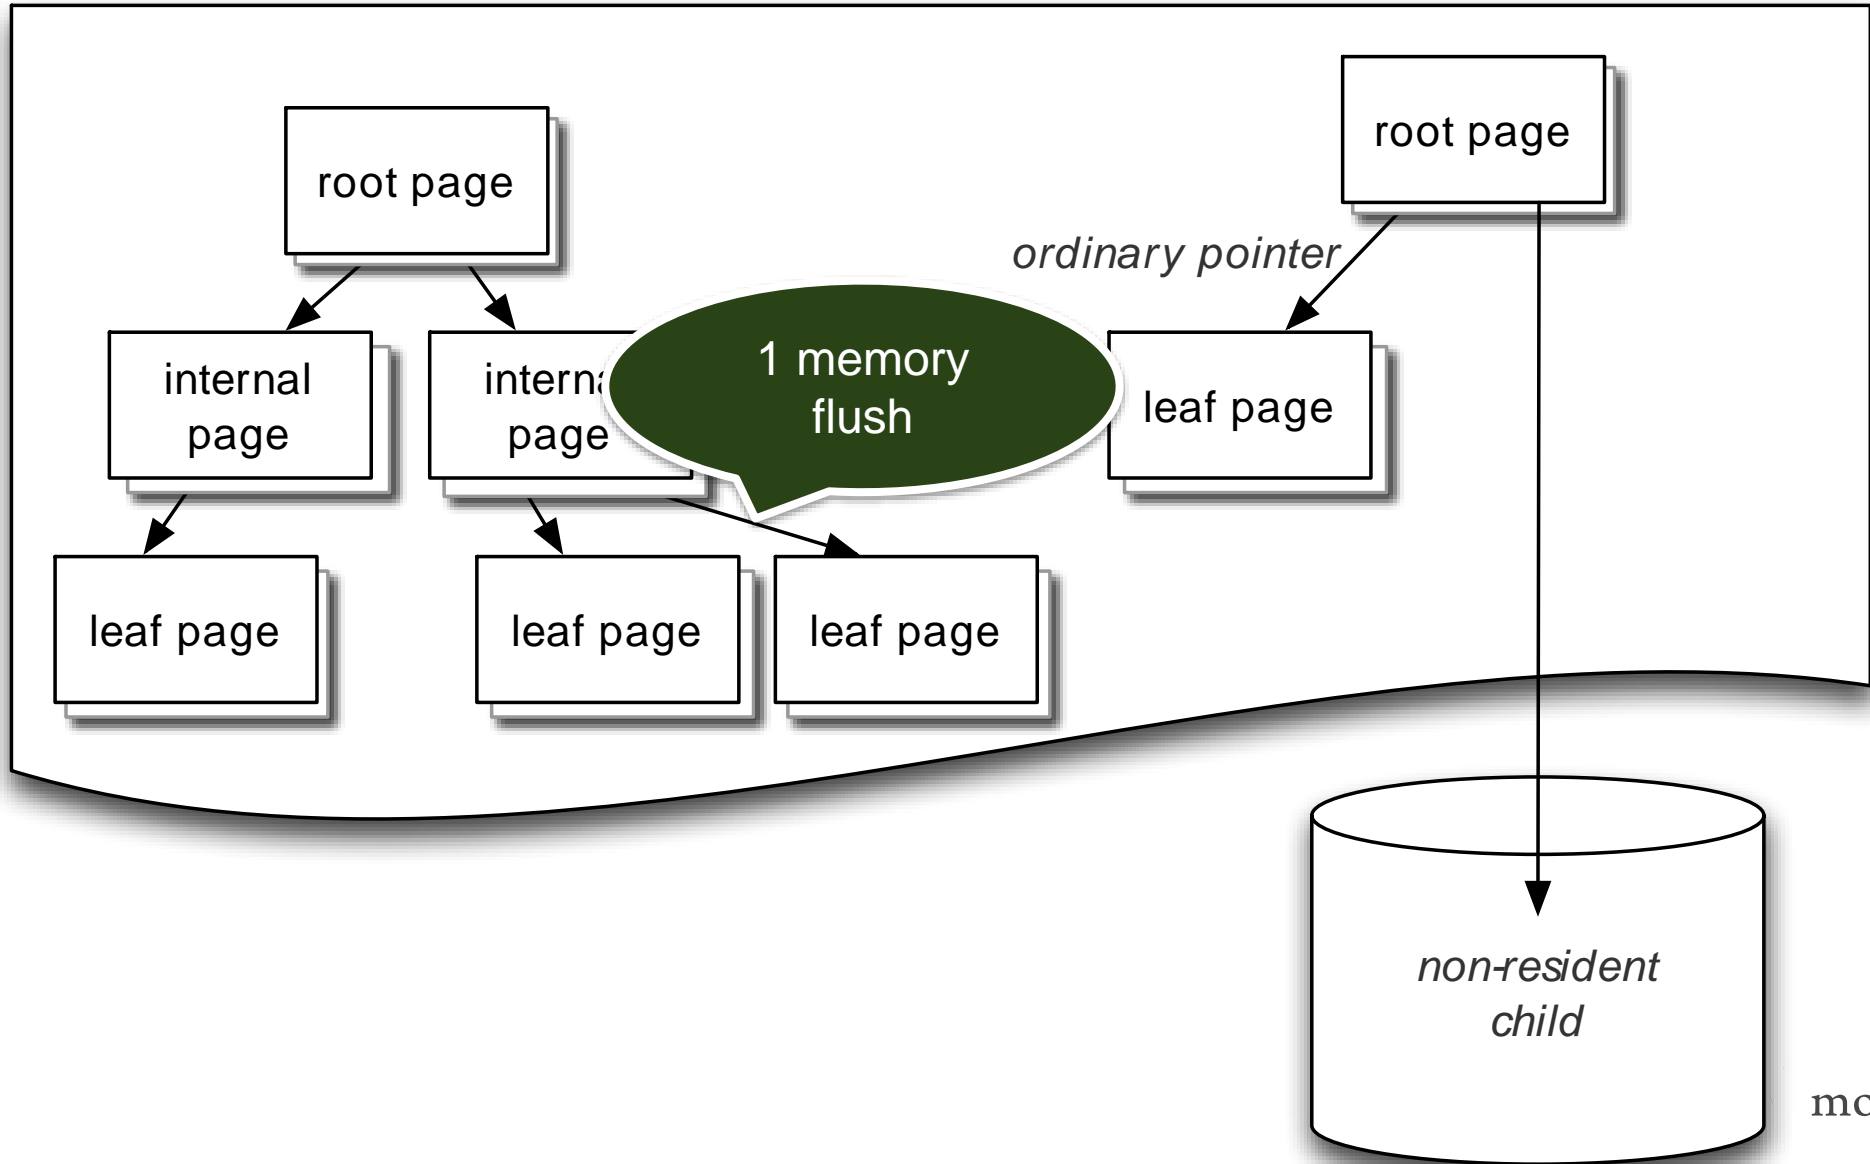 root page
root page
ordinary pointer
internal
page
page
1 memory
flush
leaf page
leaf page
leaf page
leaf page
non-resident
child